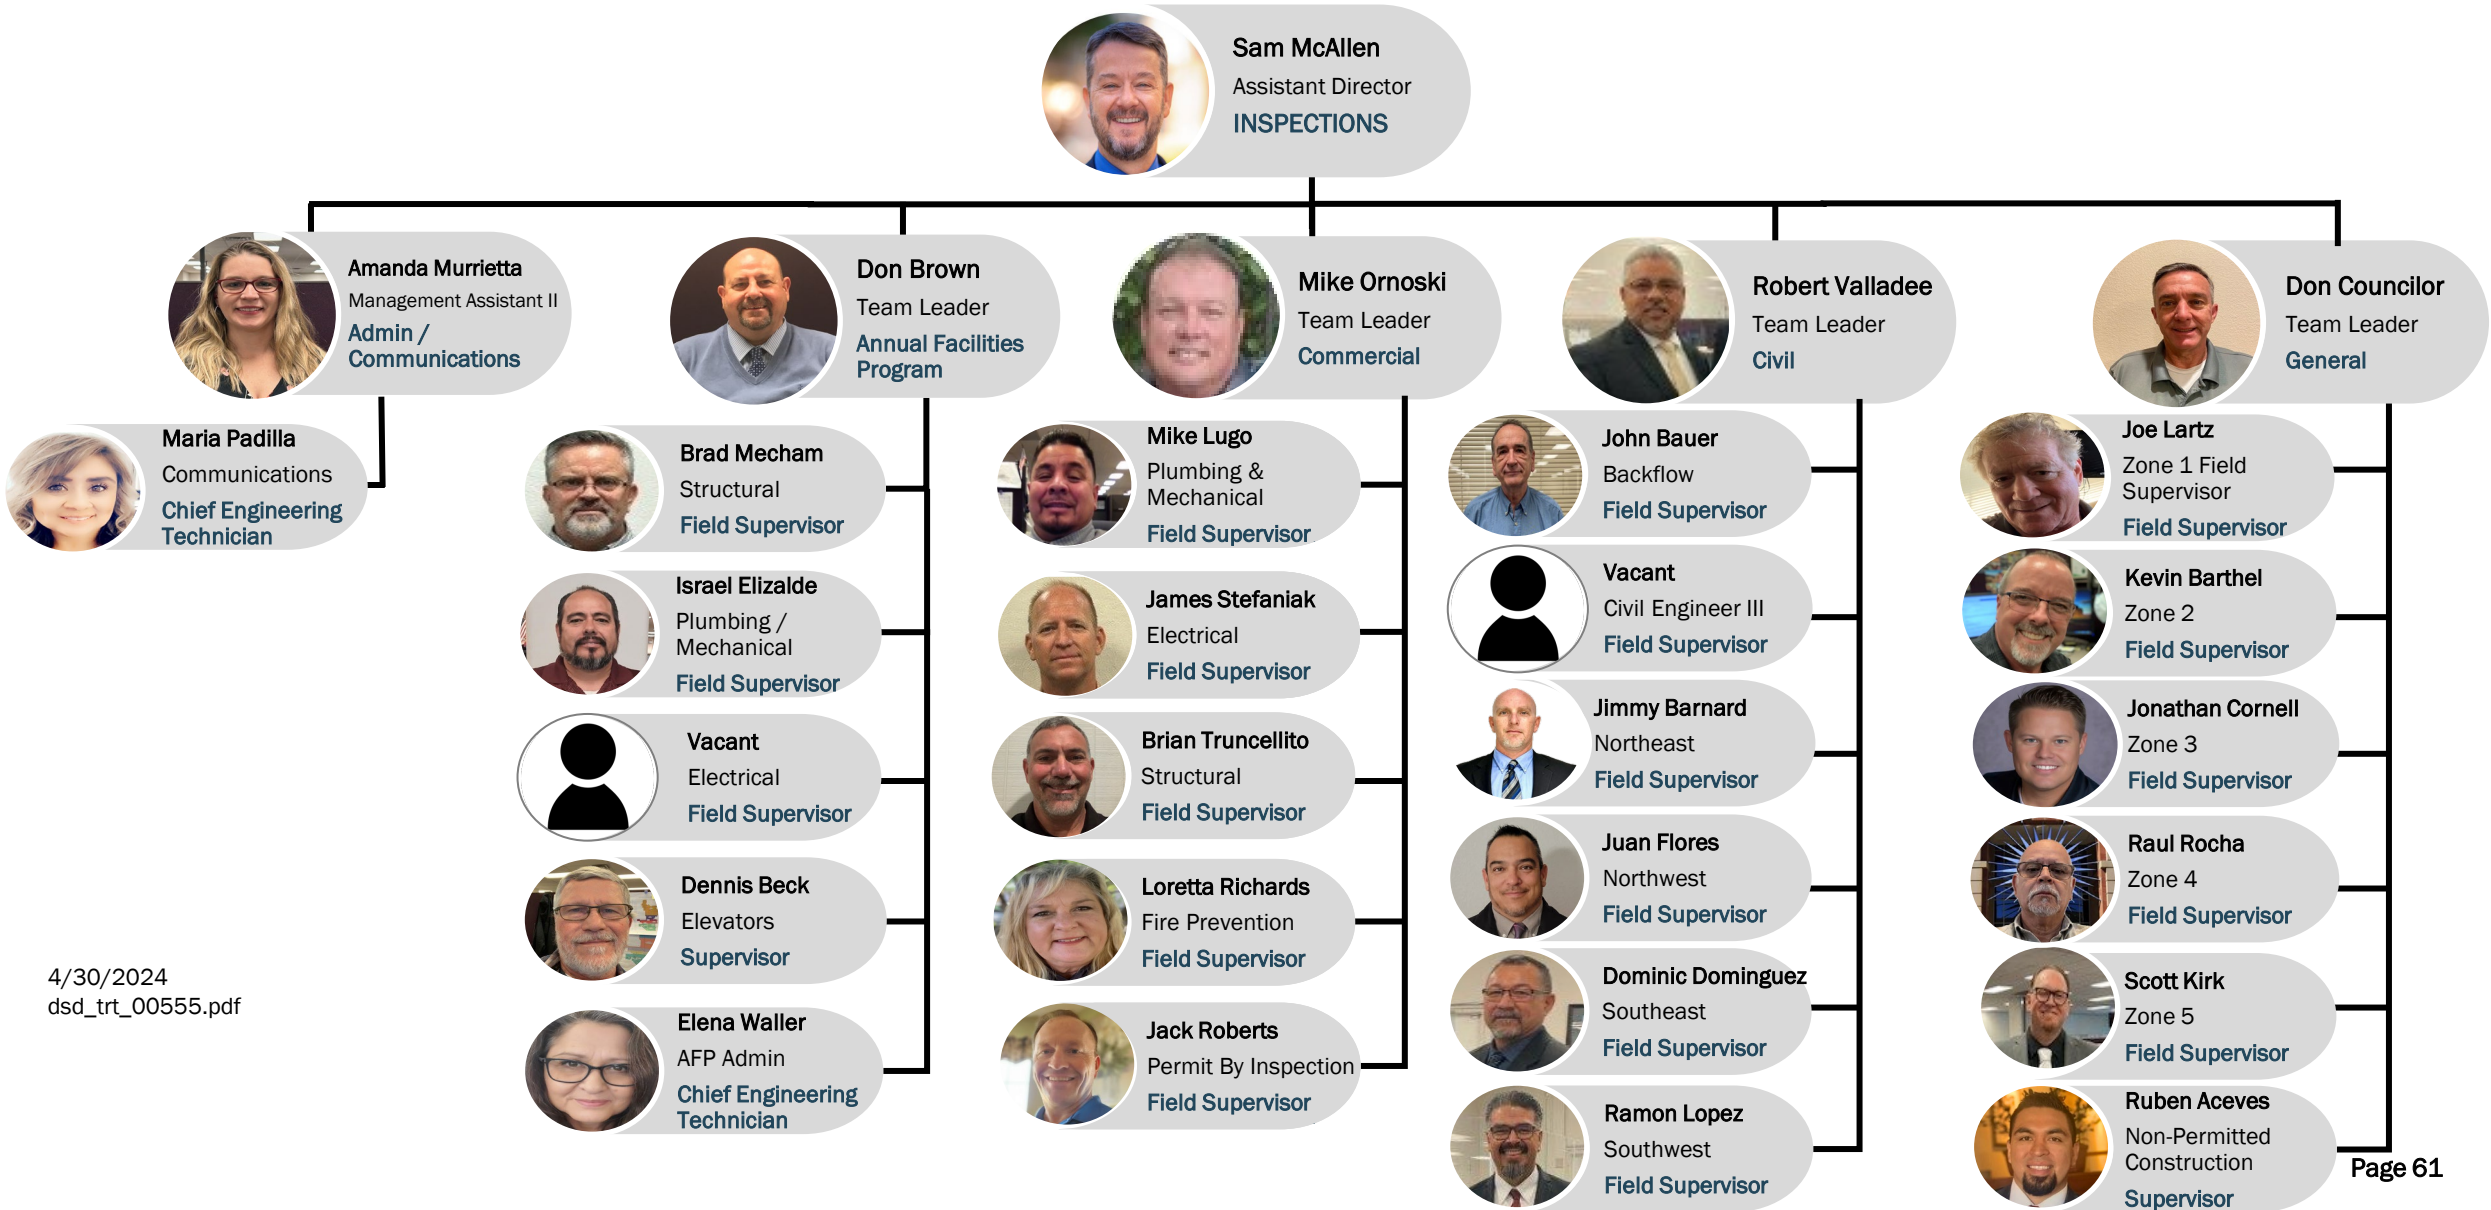 Sam McAllen
Assistant Director
INSPECTIONS
Amanda Murrietta
Management Assistant II
Admin /
Communications
Maria Padilla
Communications
Chief Engineering
Technician
Don Brown
Team Leader
Annual Facilities
Program
Brad Mecham
Structural
Field Supervisor
Israel Elizalde
Plumbing /
Mechanical
Field Supervisor
Vacant
Electrical
Field Supervisor
Dennis Beck
Elevators
Supervisor
Elena Waller
AFP Admin
Chief Engineering
Technician
Mike Ornoski
Team Leader
Commercial
Mike Lugo
Plumbing &
Mechanical
Field Supervisor
James Stefaniak
Electrical
Field Supervisor
Brian Truncellito
Structural
Field Supervisor
Loretta Richards
Fire Prevention
Field Supervisor
Jack Roberts
Permit By Inspection
Field Supervisor
Robert Valladee
Team Leader
Civil
John Bauer
Backflow
Field Supervisor
Vacant
Civil Engineer III
Field Supervisor
Jimmy Barnard
Northeast
Field Supervisor
Juan Flores
Northwest
Field Supervisor
Dominic Dominguez
Southeast
Field Supervisor
Ramon Lopez
Southwest
Field Supervisor
Don Councilor
Team Leader
General
Joe Lartz
Zone 1 Field
Supervisor
Field Supervisor
Kevin Barthel
Zone 2
Field Supervisor
Jonathan Cornell
Zone 3
Field Supervisor
Raul Rocha
Zone 4
Field Supervisor
Scott Kirk
Zone 5
Field Supervisor
Ruben Aceves
Non-Permitted
Construction
Supervisor
4/30/2024
dsd_trt_00555.pdf
Page 61